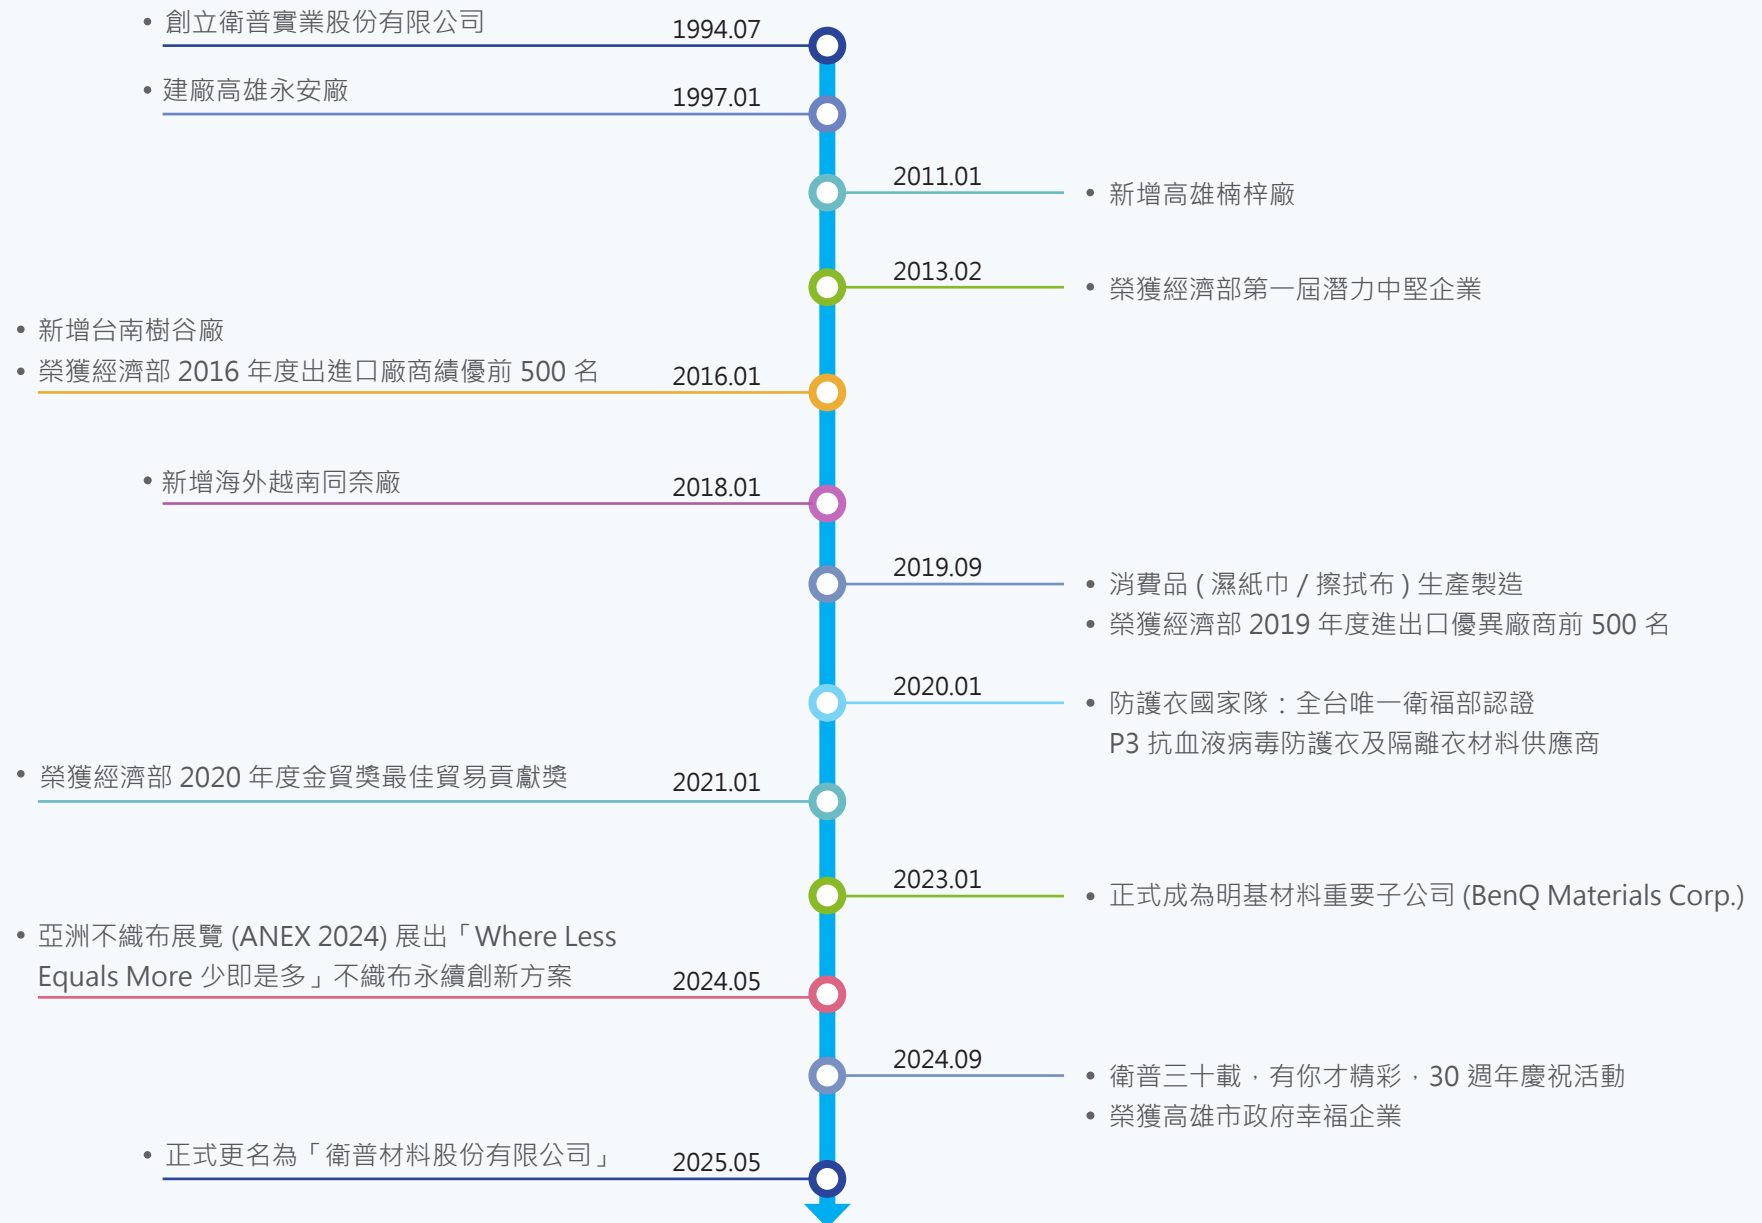 • 創立衛普實業股份有限公司 1994.07
• 建廠高雄永安廠 1997.01
2011.01 • 新增高雄楠梓廠
2013.02 • 榮獲經濟部第一屆潛力中堅企業
• 新增台南樹谷廠
• 榮獲經濟部 2016 年度出進口廠商績優前 500 名 2016.01
• 新增海外越南同奈廠 2018.01
2019.09 • 消費品 ( 濕紙巾 / 擦拭布 ) 生產製造
• 榮獲經濟部 2019 年度進出口優異廠商前 500 名
2020.01 • 防護衣國家隊：全台唯一衛福部認證
P3 抗血液病毒防護衣及隔離衣材料供應商
• 榮獲經濟部 2020 年度金貿獎最佳貿易貢獻獎 2021.01
2023.01 • 正式成為明基材料重要子公司 (BenQ Materials Corp.)
• 亞洲不織布展覽 (ANEX 2024) 展出「Where Less
Equals More 少即是多」不織布永續創新方案 2024.05
2024.09 • 衛普三十載，有你才精彩，30 週年慶祝活動
• 榮獲高雄市政府幸福企業
• 正式更名為「衛普材料股份有限公司」 2025.05